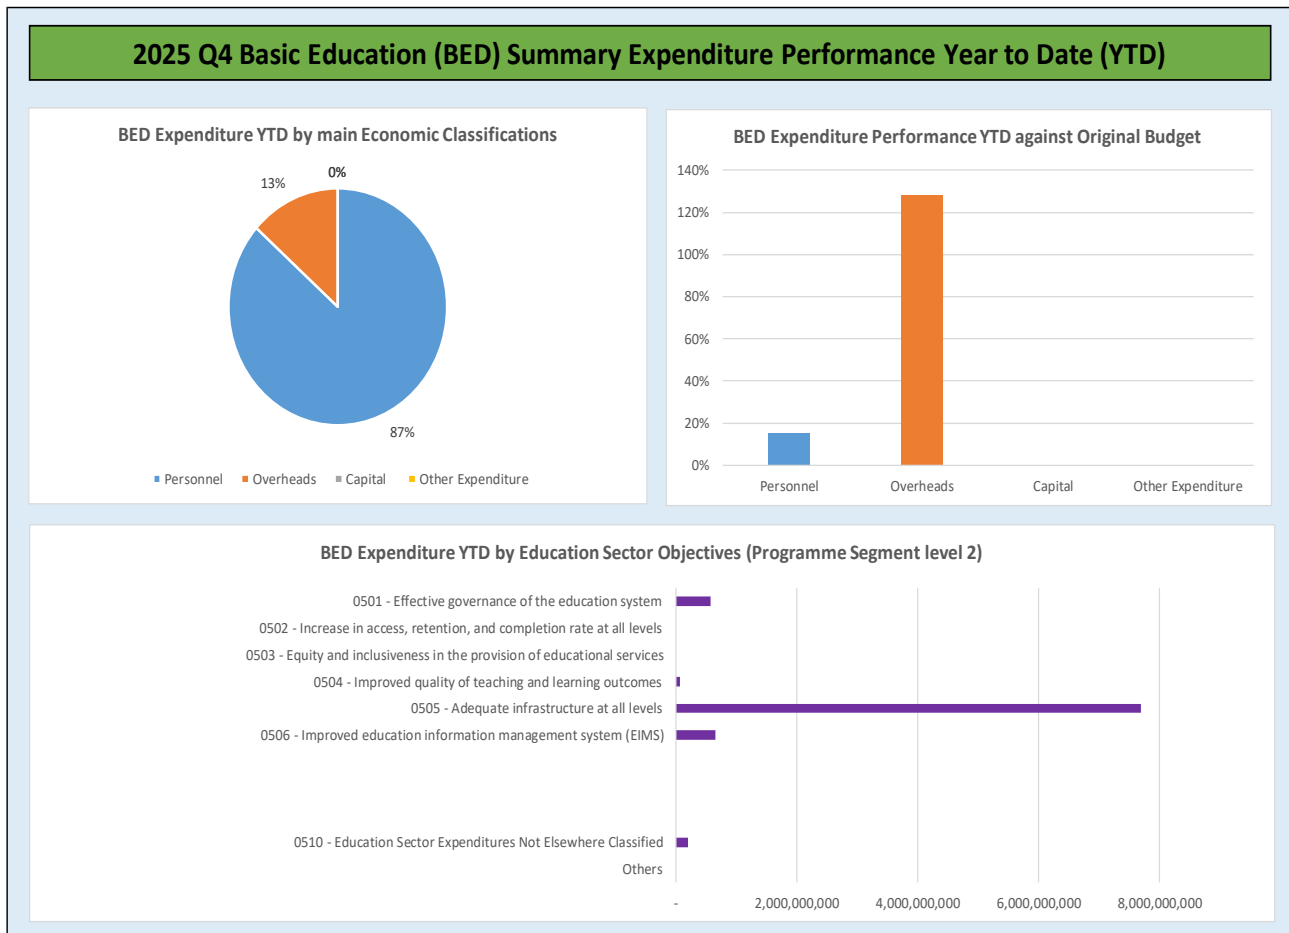 2025 Q4 Basic Education (BED) Summary Expenditure Performance Year to Date (YTD)
BED Expenditure YTD by main Economic Classifications
0%
13%
87%
Personnel Overheads Capital Other Expenditure
BED Expenditure Performance YTD against Original Budget
140%
120%
100%
80%
60%
40%
20%
0%
Personnel Overheads Capital Other Expenditure
BED Expenditure YTD by Education Sector Objectives (Programme Segment level 2)
0501 - Effective governance of the education system
0502 - Increase in access, retention, and completion rate at all levels
0503 - Equity and inclusiveness in the provision of educational services
0504 - Improved quality of teaching and learning outcomes
0505 - Adequate infrastructure at all levels
0506 - Improved education information management system (EIMS)
0510 - Education Sector Expenditures Not Elsewhere Classified
Others
- 2,000,000,000 4,000,000,000 6,000,000,000 8,000,000,000